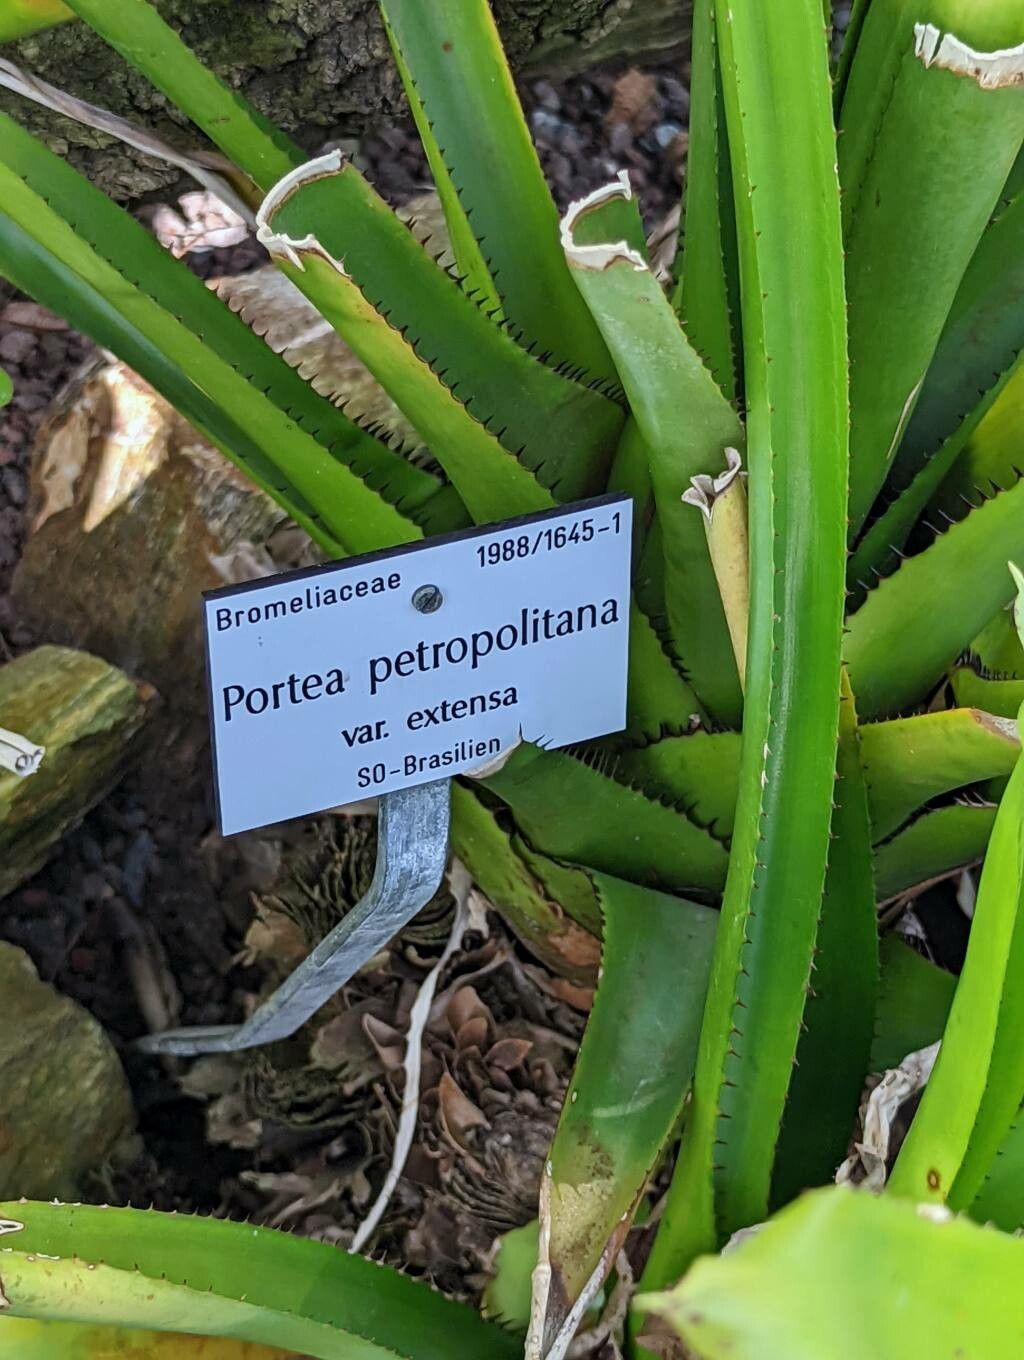 Bromeliaceae 1988/1645-1
Portea petropolitana
var. extensa
SO-Brasilien